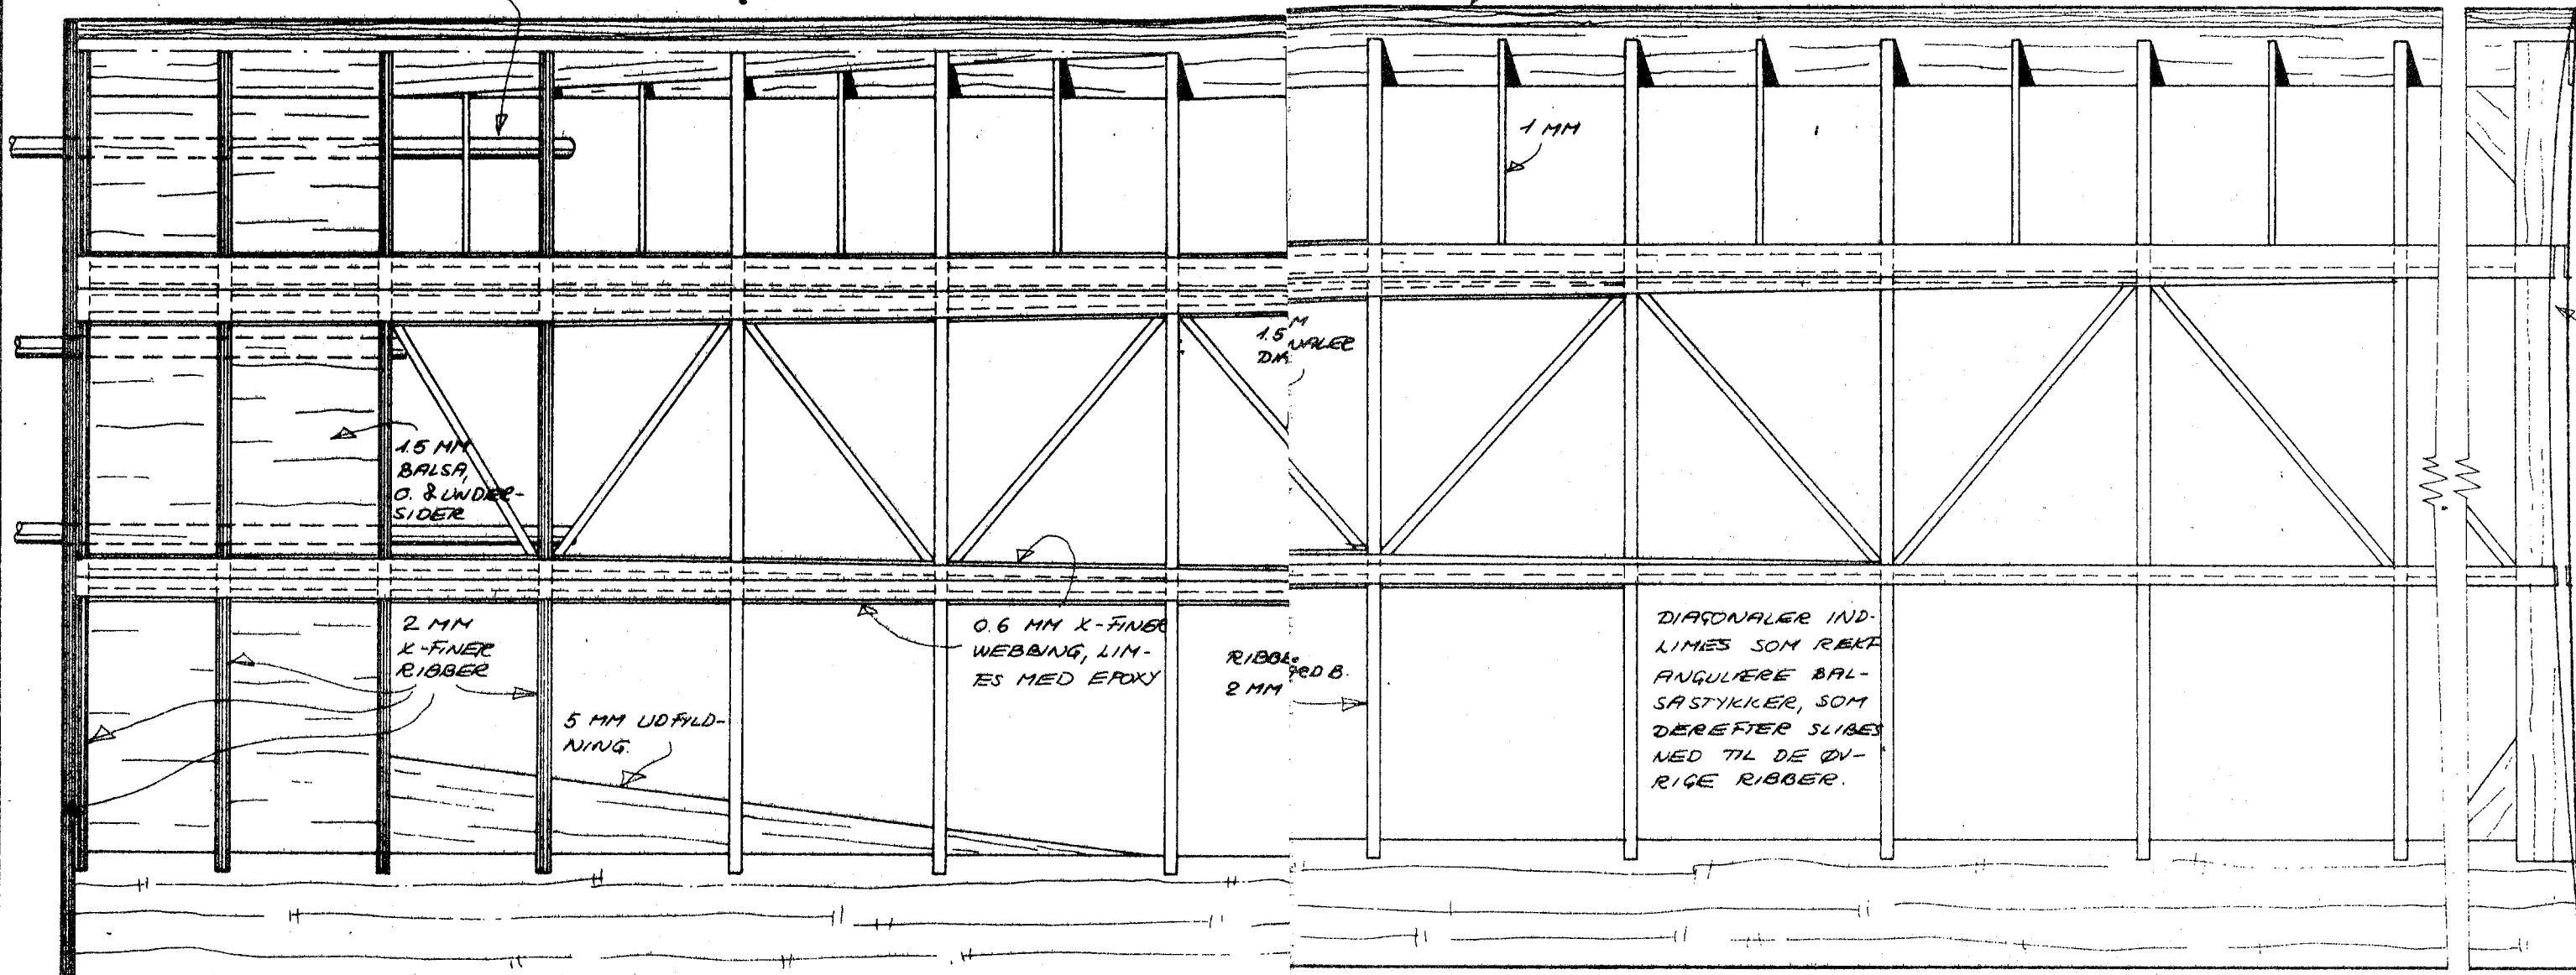 1 MM
1.5 MM
BALSA,
O. & UNDER-
SIDER
2 MM
X-FINER
RIBBER
5 MM UDFYLD-
NING.
0.6 MM X-FINER
WEBBING, LIM-
ES MED EPOXY
1.5
2 MM
DIAGONALER IND-
LIMES SOM REKT
ANGULÆRE BAL-
SASTYKKER, SOM
DEREFTER SLIBES
NED TIL DE ØV-
RIGE RIBBER.